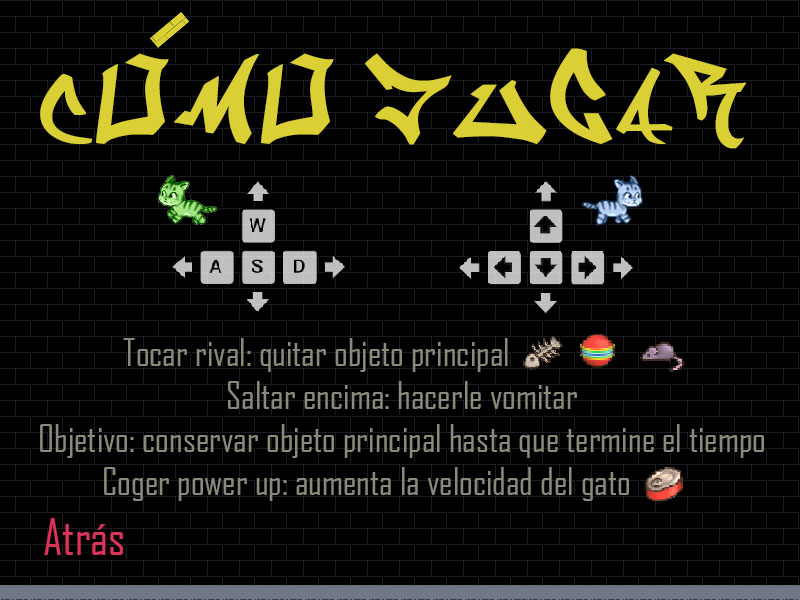 CÓMO JUGAR
W
A S D
Tocar rival: quitar objeto principal
Saltar encima: hacerle vomitar
Objetivo: conservar objeto principal hasta que termine el tiempo
Coger power up: aumenta la velocidad del gato
Atrás